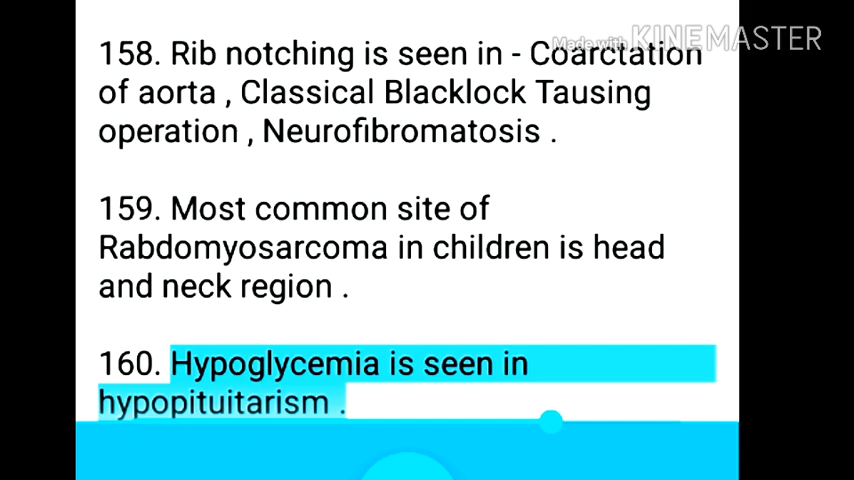 Made with KINEMASTER
158. Rib notching is seen in - Coarctation
of aorta , Classical Blacklock Tausing
operation , Neurofibromatosis .
159. Most common site of
Rabdomyosarcoma in children is head
and neck region .
160. Hypoglycemia is seen in
hypopituitarism .